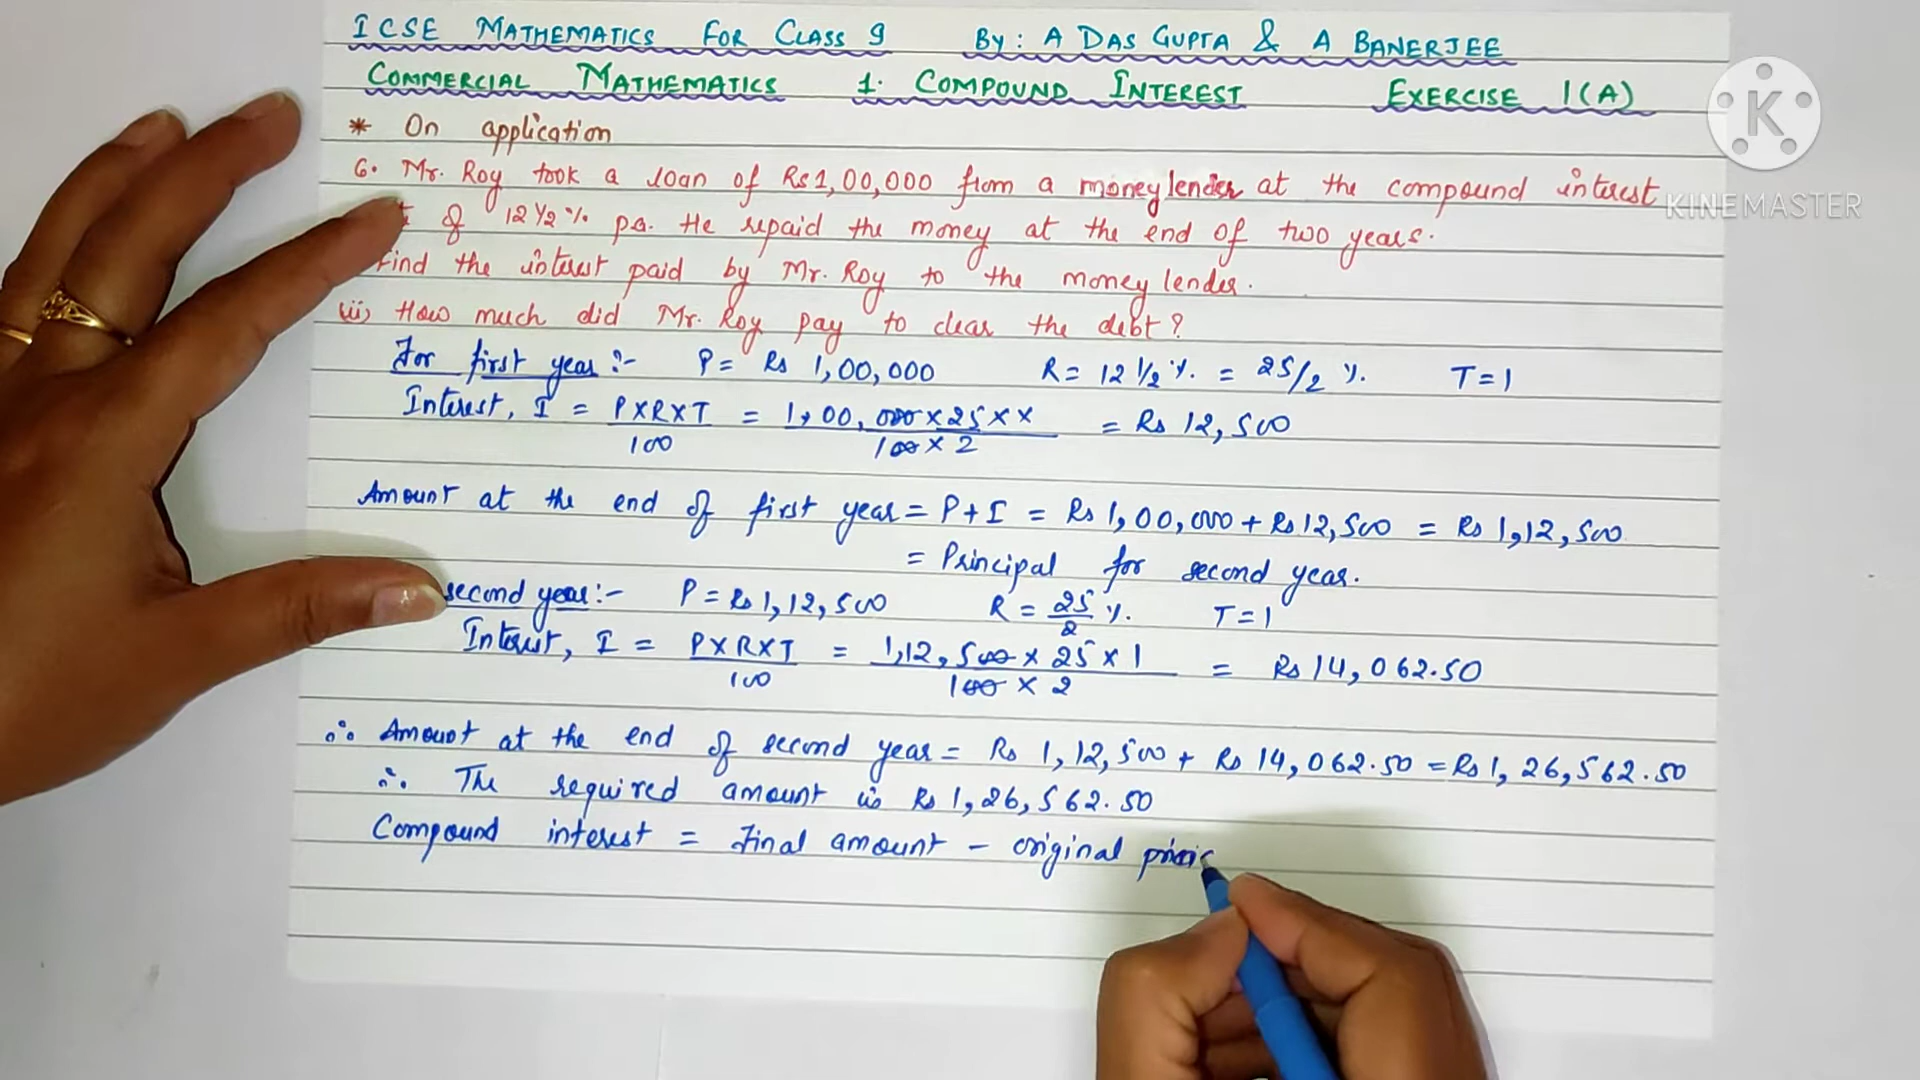 ICSE MATHEMATICS FOR CLASS 9 BY: A DAS GUPTA & A BANERJEE
COMMERCIAL MATHEMATICS 1. COMPOUND INTEREST EXERCISE 1(A)
K
KINEMASTER
* On application
6. Mr. Roy took a loan of Rs 1,00,000 from a moneylender at the compound interest
of 12 1/2 % pa. He repaid the money at the end of two years.
Find the interest paid by Mr. Roy to the money lender.
(ii) How much did Mr. Roy pay to clear the debt?
For first year :- P = Rs 1,00,000 R = 12 1/2 %. = 25/2 %. T = 1
Interest, I = P×R×T / 100 = 1,00,000×25×× / 100×2 = Rs 12,500
Amount at the end of first year = P+I = Rs 1,00,000 + Rs 12,500 = Rs 1,12,500
= Principal for second year.
second year:- P = Rs 1,12,500 R = 25/2 %. T = 1
Interest, I = P×R×T / 100 = 1,12,500 × 25 × 1 / 100 × 2 = Rs 14,062.50
∴ Amount at the end of second year = Rs 1,12,500 + Rs 14,062.50 = Rs 1,26,562.50
∴ The required amount is Rs 1,26,562.50
Compound interest = Final amount - original